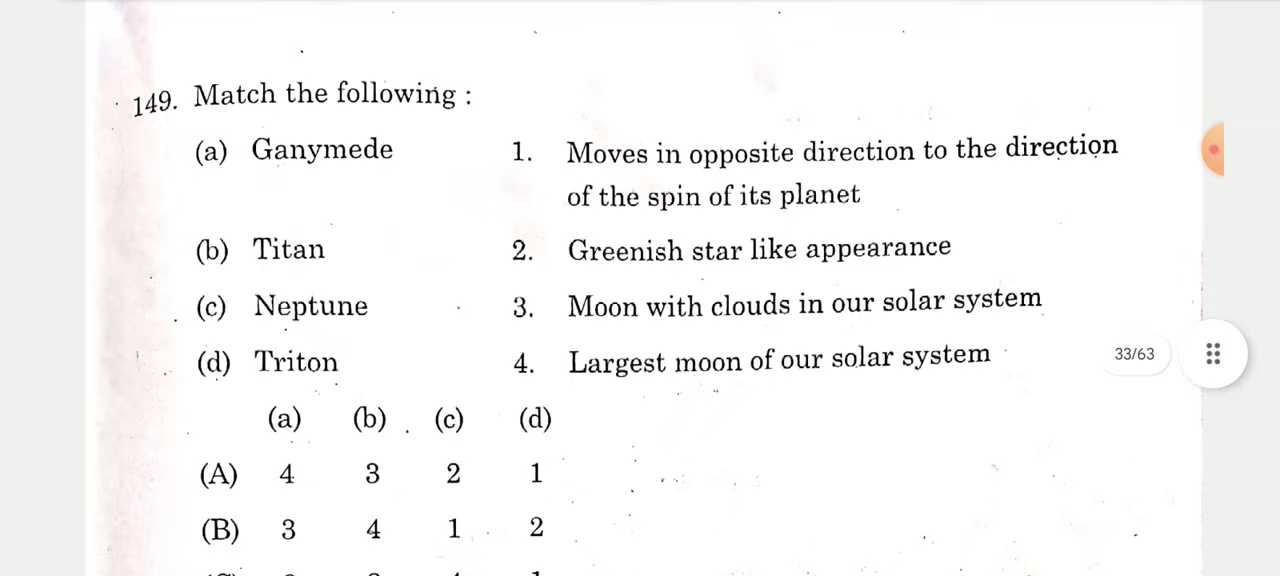 149. Match the following :
(a) Ganymede 1. Moves in opposite direction to the direction
of the spin of its planet
(b) Titan 2. Greenish star like appearance
(c) Neptune 3. Moon with clouds in our solar system
(d) Triton 4. Largest moon of our solar system
33/63
(a) (b) (c) (d)
(A) 4 3 2 1
(B) 3 4 1 2